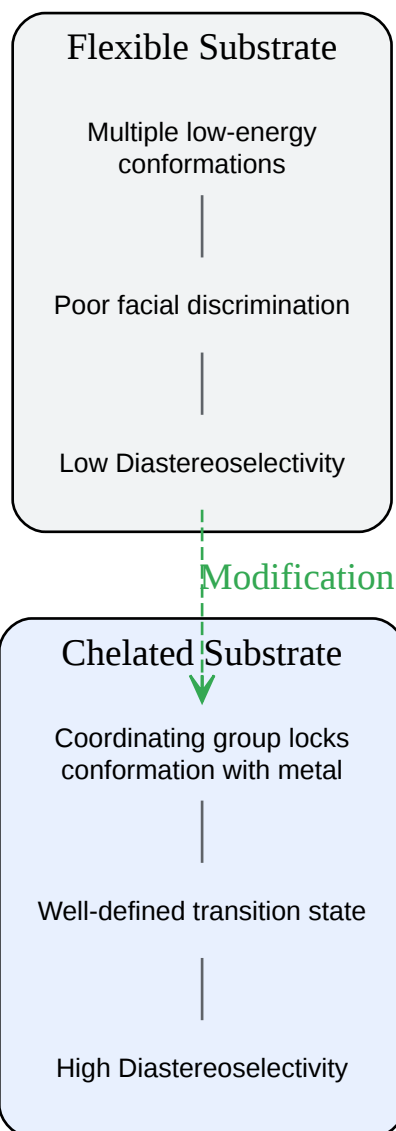 Flexible Substrate
Multiple low-energy
conformations
Poor facial discrimination
Low Diastereoselectivity
Modification
Chelated Substrate
Coordinating group locks
conformation with metal
Well-defined transition state
High Diastereoselectivity